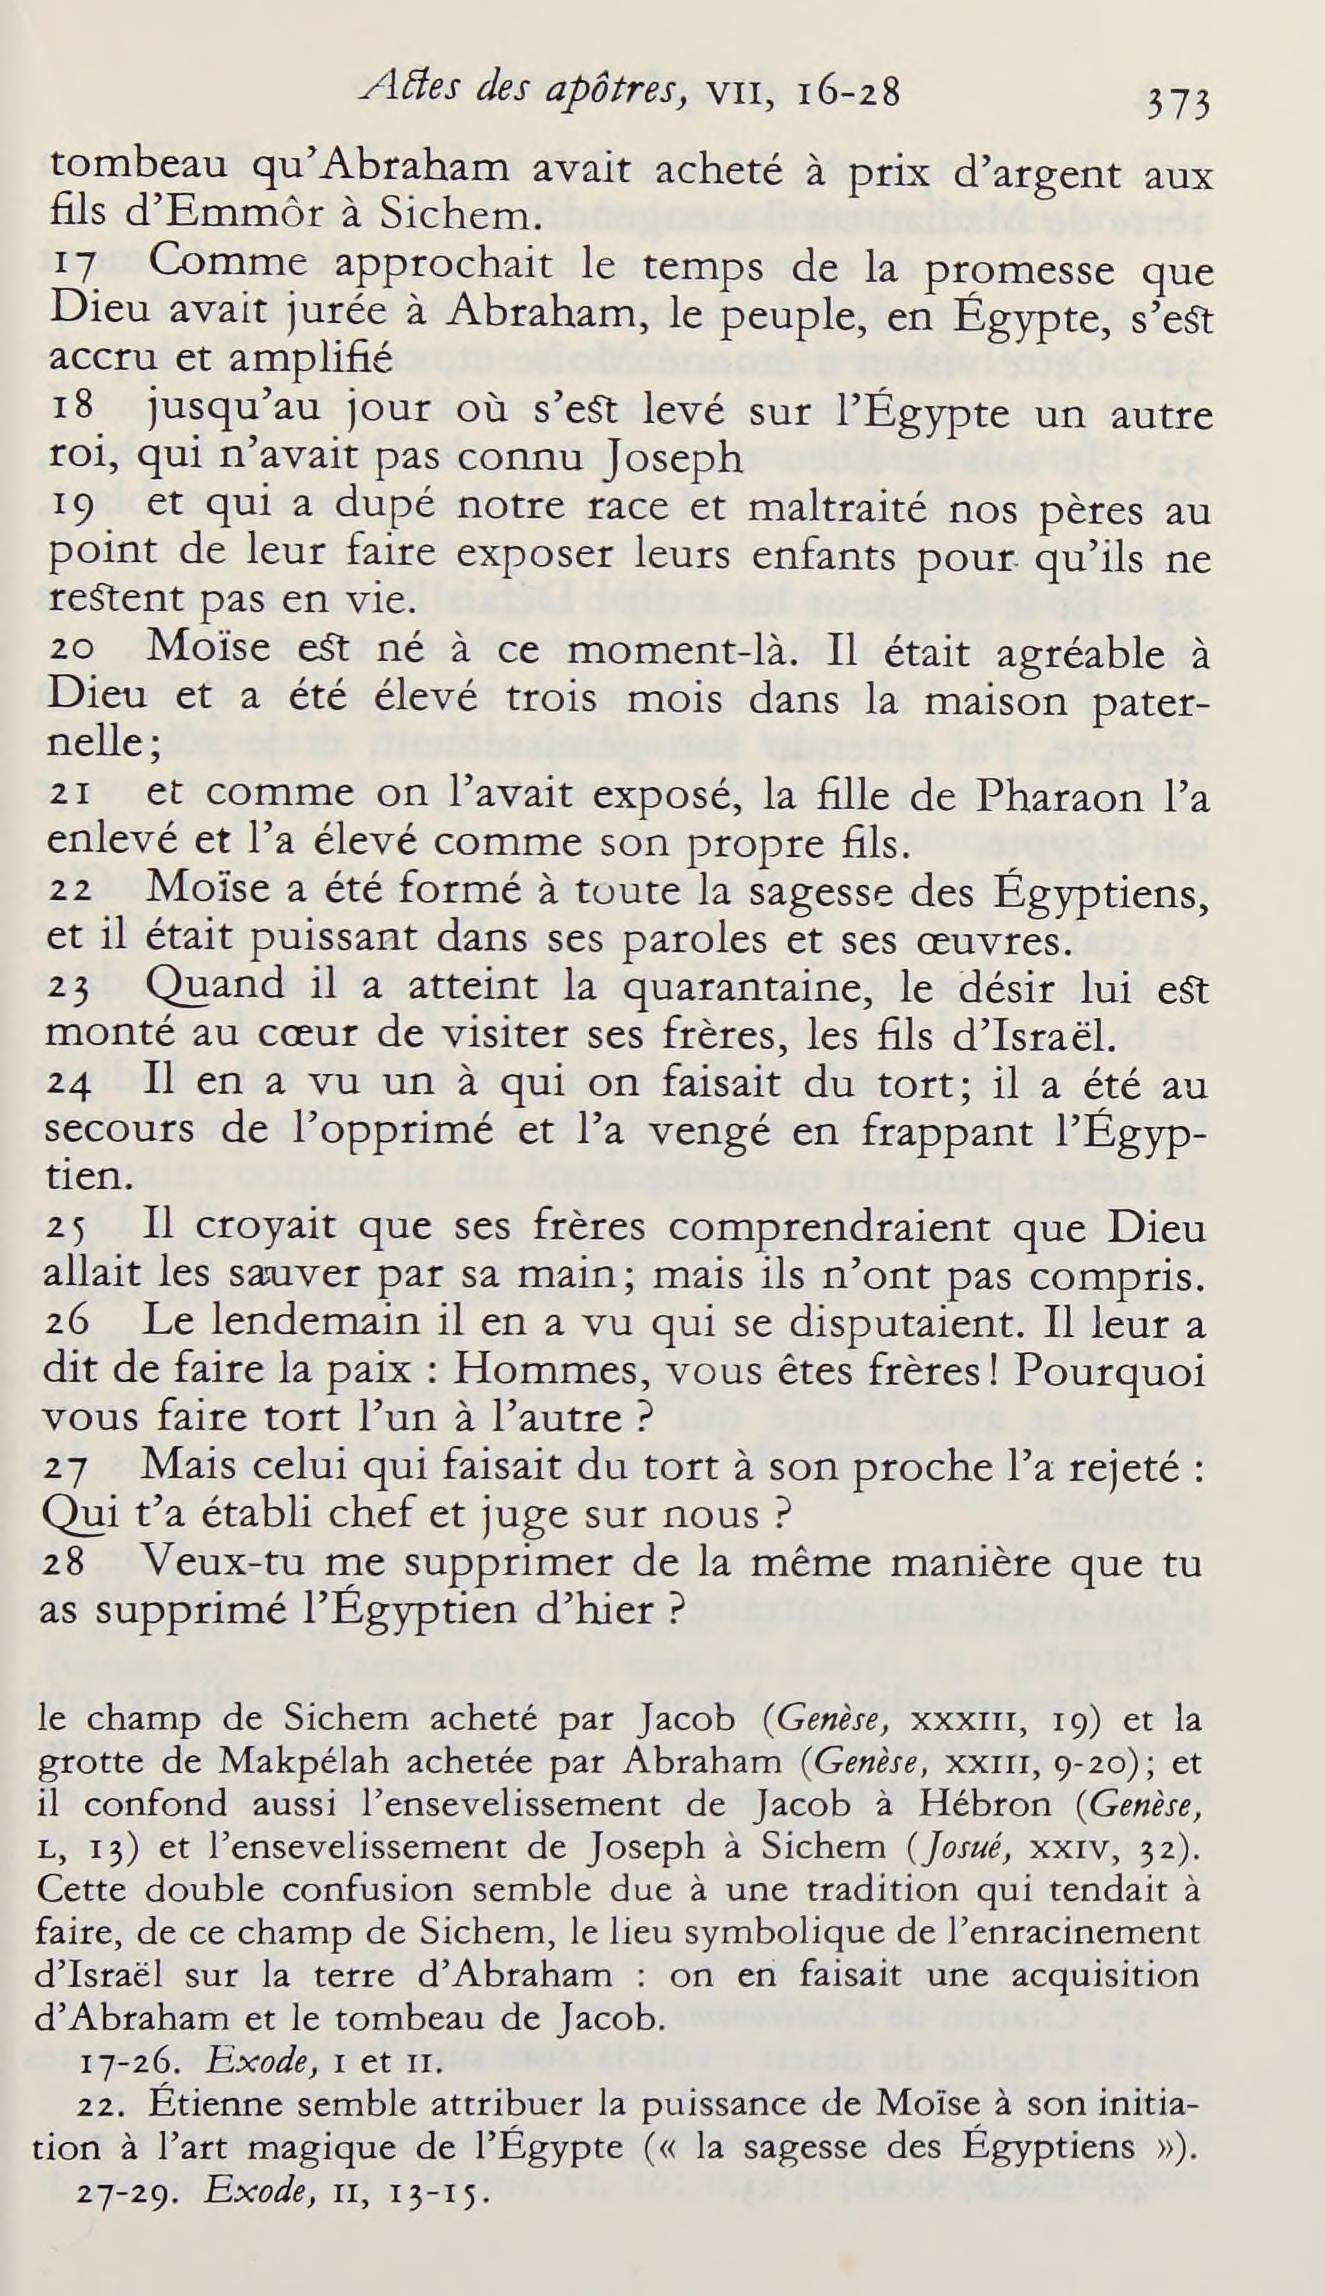 Actes des apôtres, VII, 16-28
373
tombeau qu'Abraham avait acheté à prix d'argent aux
fils d'Emmôr à Sichem.
17 Comme approchait le temps de la promesse que
Dieu avait jurée à Abraham, le peuple, en Égypte, s'est
accru et amplifié
18 jusqu'au jour où s'est levé sur l'Égypte un autre
roi, qui n'avait pas connu Joseph
19 et qui a dupé notre race et maltraité nos pères au
point de leur faire exposer leurs enfants pour qu'ils ne
restent pas en vie.
20 Moïse est né à ce moment-là. Il était agréable à
Dieu et a été élevé trois mois dans la maison pater-
nelle;
21 et comme on l'avait exposé, la fille de Pharaon l'a
enlevé et l'a élevé comme son propre fils.
22 Moïse a été formé à toute la sagesse des Égyptiens,
et il était puissant dans ses paroles et ses œuvres.
23 Quand il a atteint la quarantaine, le désir lui est
monté au cœur de visiter ses frères, les fils d'Israël.
24 Il en a vu un à qui on faisait du tort; il a été au
secours de l'opprimé et l'a vengé en frappant l'Égyp-
tien.
25 Il croyait que ses frères comprendraient que Dieu
allait les sauver par sa main; mais ils n'ont pas compris.
26 Le lendemain il en a vu qui se disputaient. Il leur a
dit de faire la paix : Hommes, vous êtes frères! Pourquoi
vous faire tort l'un à l'autre ?
27 Mais celui qui faisait du tort à son proche l'a rejeté :
Qui t'a établi chef et juge sur nous ?
28 Veux-tu me supprimer de la même manière que tu
as supprimé l'Égyptien d'hier ?
le champ de Sichem acheté par Jacob (Genèse, XXXIII, 19) et la
grotte de Makpélah achetée par Abraham (Genèse, XXIII, 9-20); et
il confond aussi l'ensevelissement de Jacob à Hébron (Genèse,
L, 13) et l'ensevelissement de Joseph à Sichem (Josué, XXIV, 32).
Cette double confusion semble due à une tradition qui tendait à
faire, de ce champ de Sichem, le lieu symbolique de l'enracinement
d'Israël sur la terre d'Abraham : on en faisait une acquisition
d'Abraham et le tombeau de Jacob.
17-26. Exode, I et II.
22. Étienne semble attribuer la puissance de Moïse à son initia-
tion à l'art magique de l'Égypte (« la sagesse des Égyptiens »).
27-29. Exode, II, 13-15.